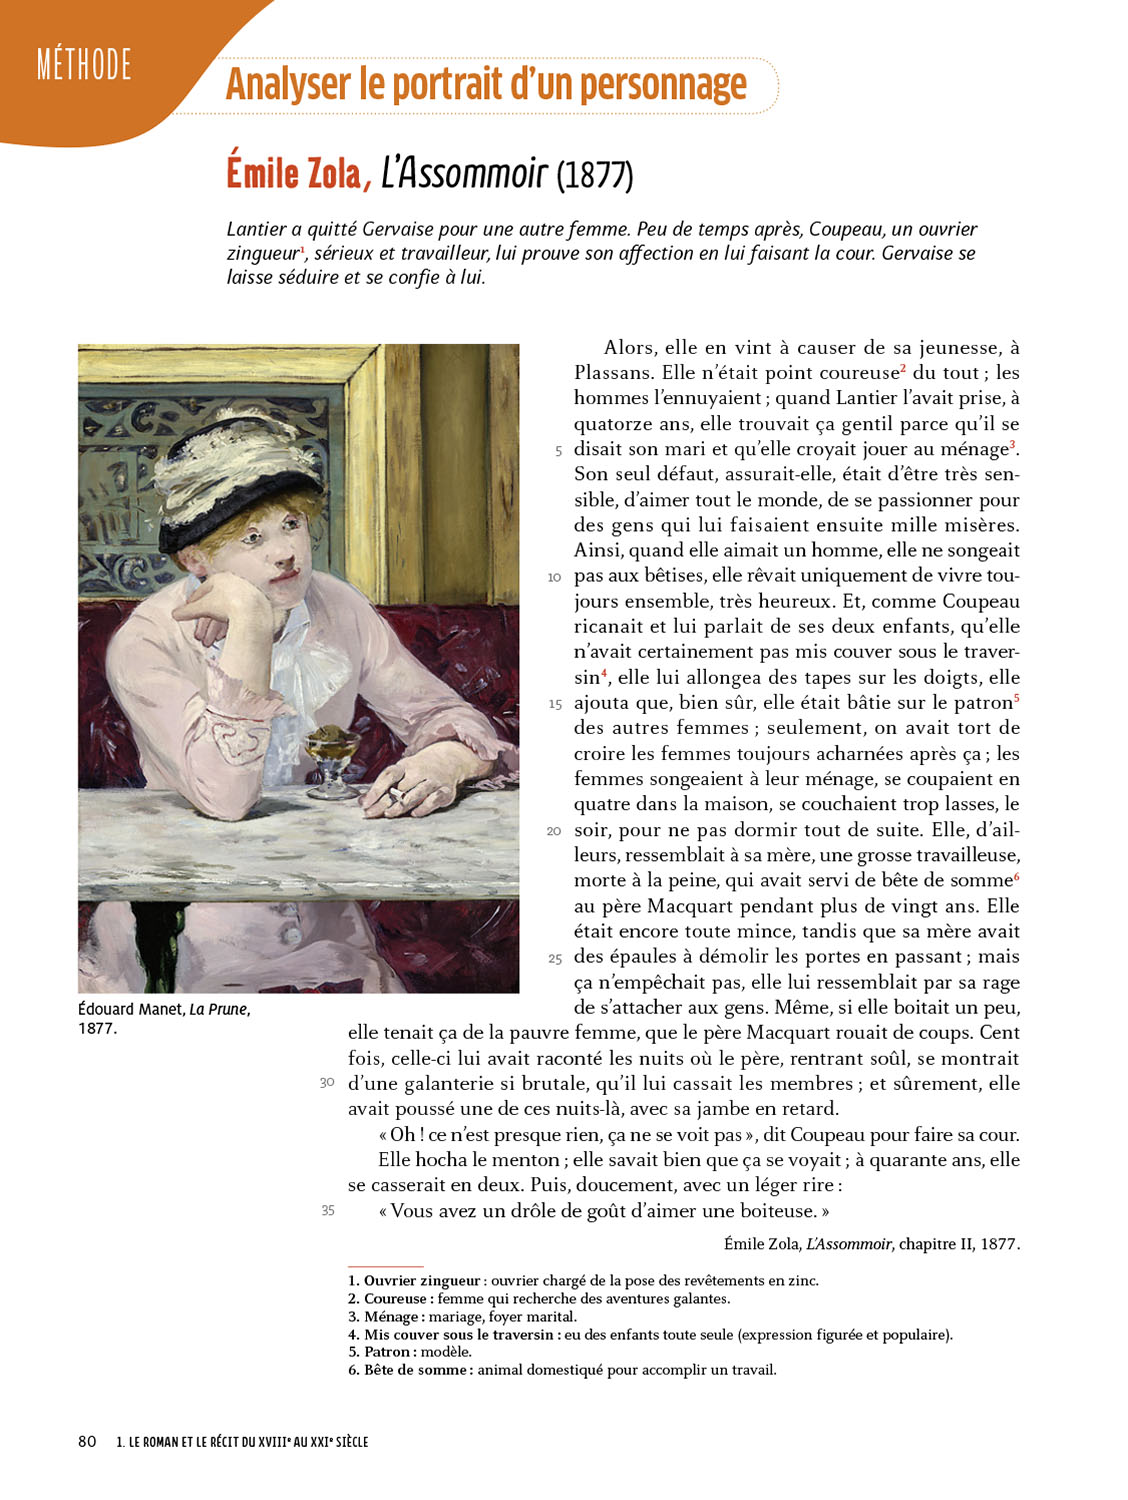 MÉTHODE
Analyser le portrait d'un personnage
Émile Zola, L'Assommoir (1877)
Lantier a quitté Gervaise pour une autre femme. Peu de temps après, Coupeau, un ouvrier
zingueur¹, sérieux et travailleur, lui prouve son affection en lui faisant la cour. Gervaise se
laisse séduire et se confie à lui.
Alors, elle en vint à causer de sa jeunesse, à
Plassans. Elle n'était point coureuse² du tout ; les
hommes l'ennuyaient ; quand Lantier l'avait prise, à
quatorze ans, elle trouvait ça gentil parce qu'il se
5 disait son mari et qu'elle croyait jouer au ménage³.
Son seul défaut, assurait-elle, était d'être très sen-
sible, d'aimer tout le monde, de se passionner pour
des gens qui lui faisaient ensuite mille misères.
Ainsi, quand elle aimait un homme, elle ne songeait
10 pas aux bêtises, elle rêvait uniquement de vivre tou-
jours ensemble, très heureux. Et, comme Coupeau
ricanait et lui parlait de ses deux enfants, qu'elle
n'avait certainement pas mis couver sous le traver-
sin⁴, elle lui allongea des tapes sur les doigts, elle
15 ajouta que, bien sûr, elle était bâtie sur le patron⁵
des autres femmes ; seulement, on avait tort de
croire les femmes toujours acharnées après ça ; les
femmes songeaient à leur ménage, se coupaient en
quatre dans la maison, se couchaient trop lasses, le
20 soir, pour ne pas dormir tout de suite. Elle, d'ail-
leurs, ressemblait à sa mère, une grosse travailleuse,
morte à la peine, qui avait servi de bête de somme⁶
au père Macquart pendant plus de vingt ans. Elle
était encore toute mince, tandis que sa mère avait
25 des épaules à démolir les portes en passant ; mais
ça n'empêchait pas, elle lui ressemblait par sa rage
de s'attacher aux gens. Même, si elle boitait un peu,
elle tenait ça de la pauvre femme, que le père Macquart rouait de coups. Cent
fois, celle-ci lui avait raconté les nuits où le père, rentrant soûl, se montrait
30 d'une galanterie si brutale, qu'il lui cassait les membres ; et sûrement, elle
avait poussé une de ces nuits-là, avec sa jambe en retard.
« Oh ! ce n'est presque rien, ça ne se voit pas », dit Coupeau pour faire sa cour.
Elle hocha le menton ; elle savait bien que ça se voyait ; à quarante ans, elle
se casserait en deux. Puis, doucement, avec un léger rire :
35 « Vous avez un drôle de goût d'aimer une boiteuse. »
Émile Zola, L'Assommoir, chapitre II, 1877.
Édouard Manet, La Prune,
1877.
1. Ouvrier zingueur : ouvrier chargé de la pose des revêtements en zinc.
2. Coureuse : femme qui recherche des aventures galantes.
3. Ménage : mariage, foyer marital.
4. Mis couver sous le traversin : eu des enfants toute seule (expression figurée et populaire).
5. Patron : modèle.
6. Bête de somme : animal domestiqué pour accomplir un travail.
80 1. LE ROMAN ET LE RÉCIT DU XVIIIᵉ AU XXIᵉ SIÈCLE